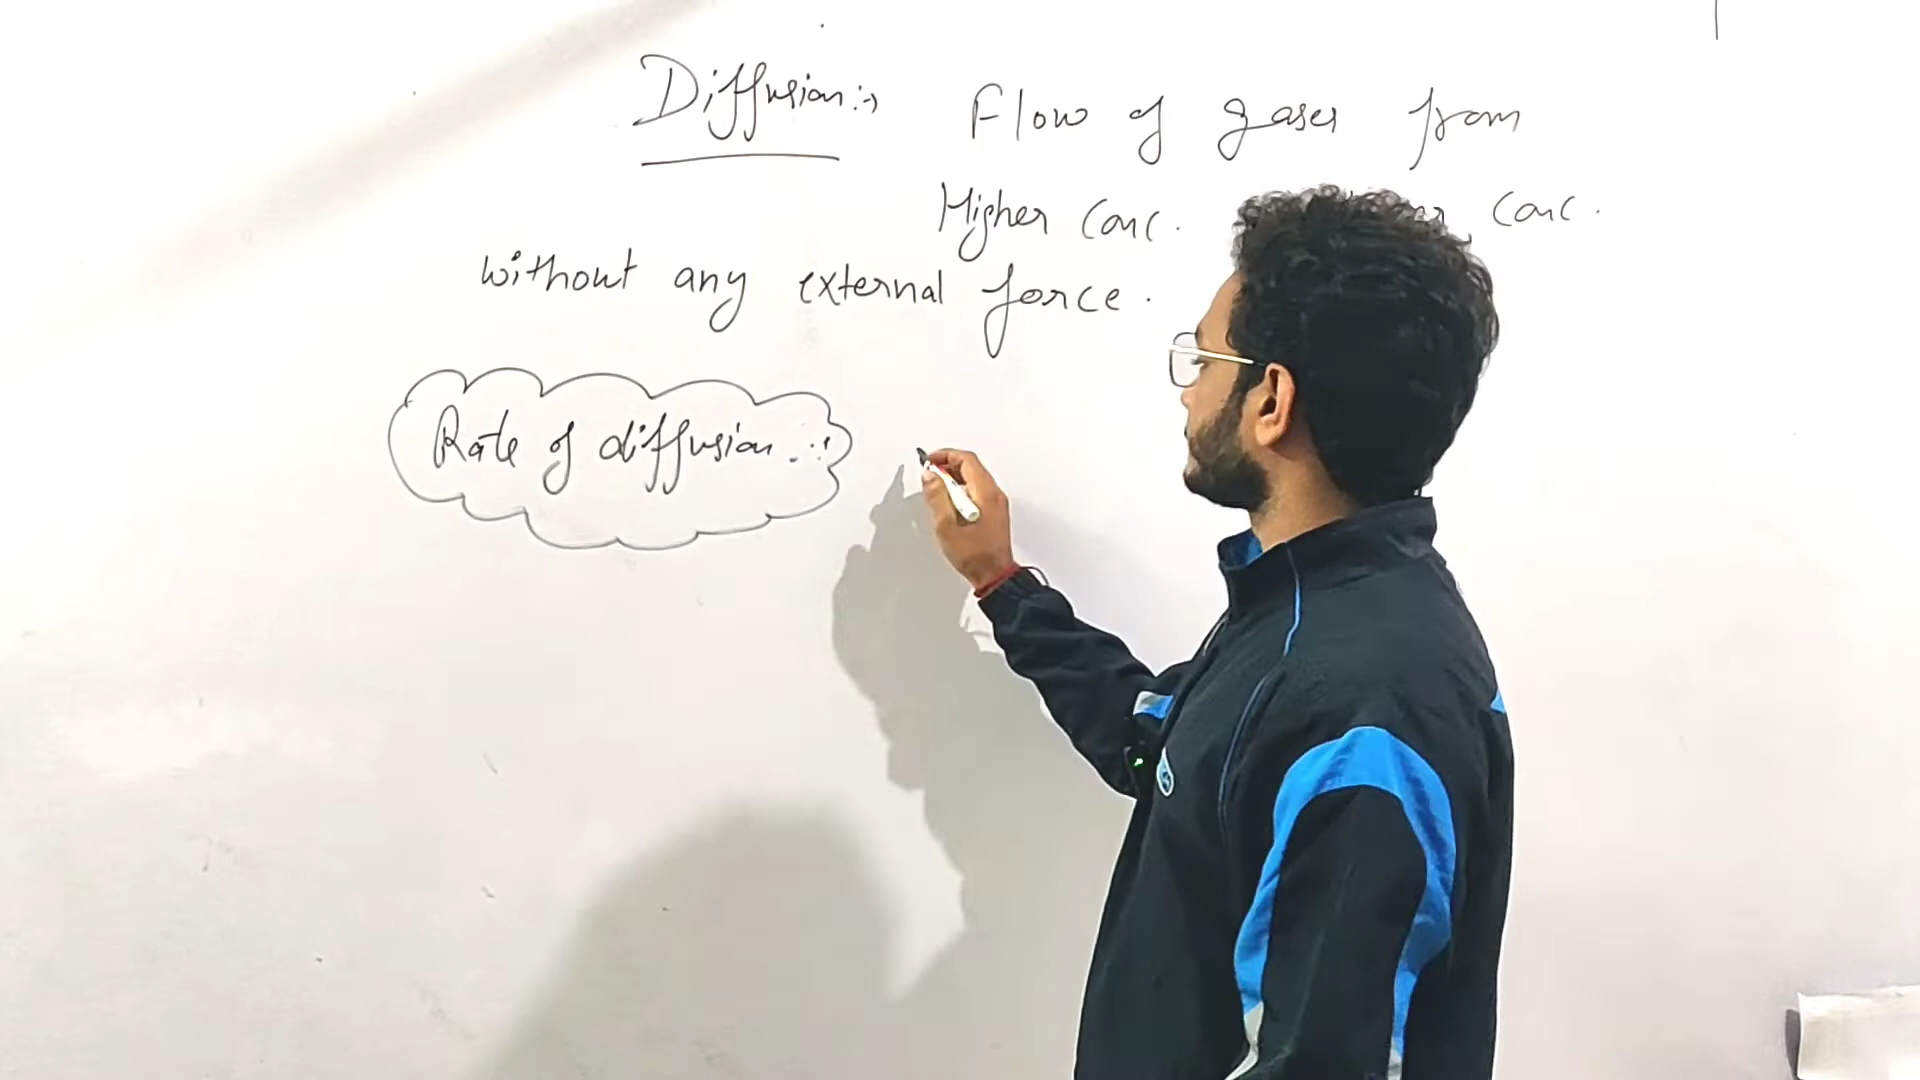 Diffusion:→ Flow of gases from
Higher conc. conc.
without any external force.
Rate of diffusion :-